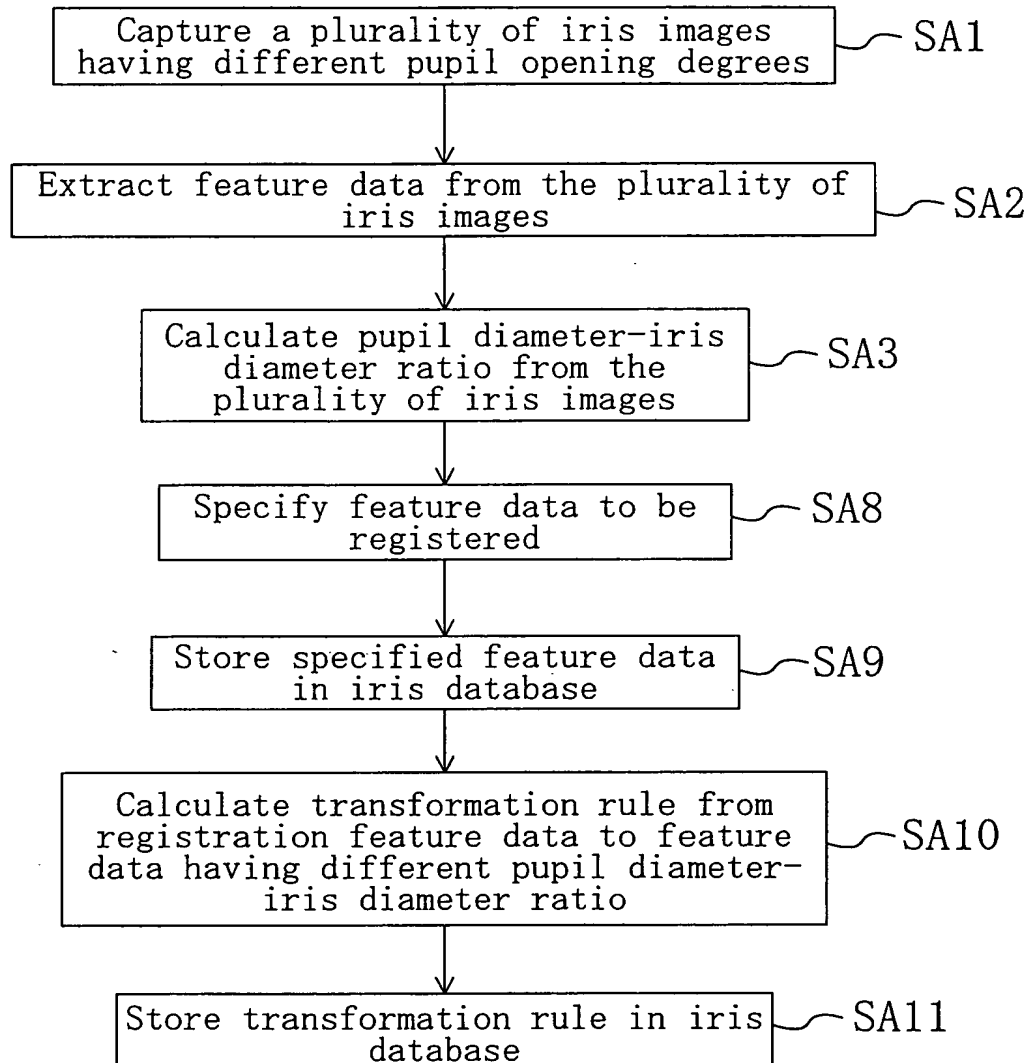 Capture a plurality of iris images
having different pupil opening degrees
SA1
Extract feature data from the plurality of
iris images
SA2
Calculate pupil diameter-iris
diameter ratio from the
plurality of iris images
SA3
Specify feature data to be
registered
SA8
Store specified feature data
in iris database
SA9
Calculate transformation rule from
registration feature data to feature
data having different pupil diameter-
iris diameter ratio
SA10
Store transformation rule in iris
database
SA11